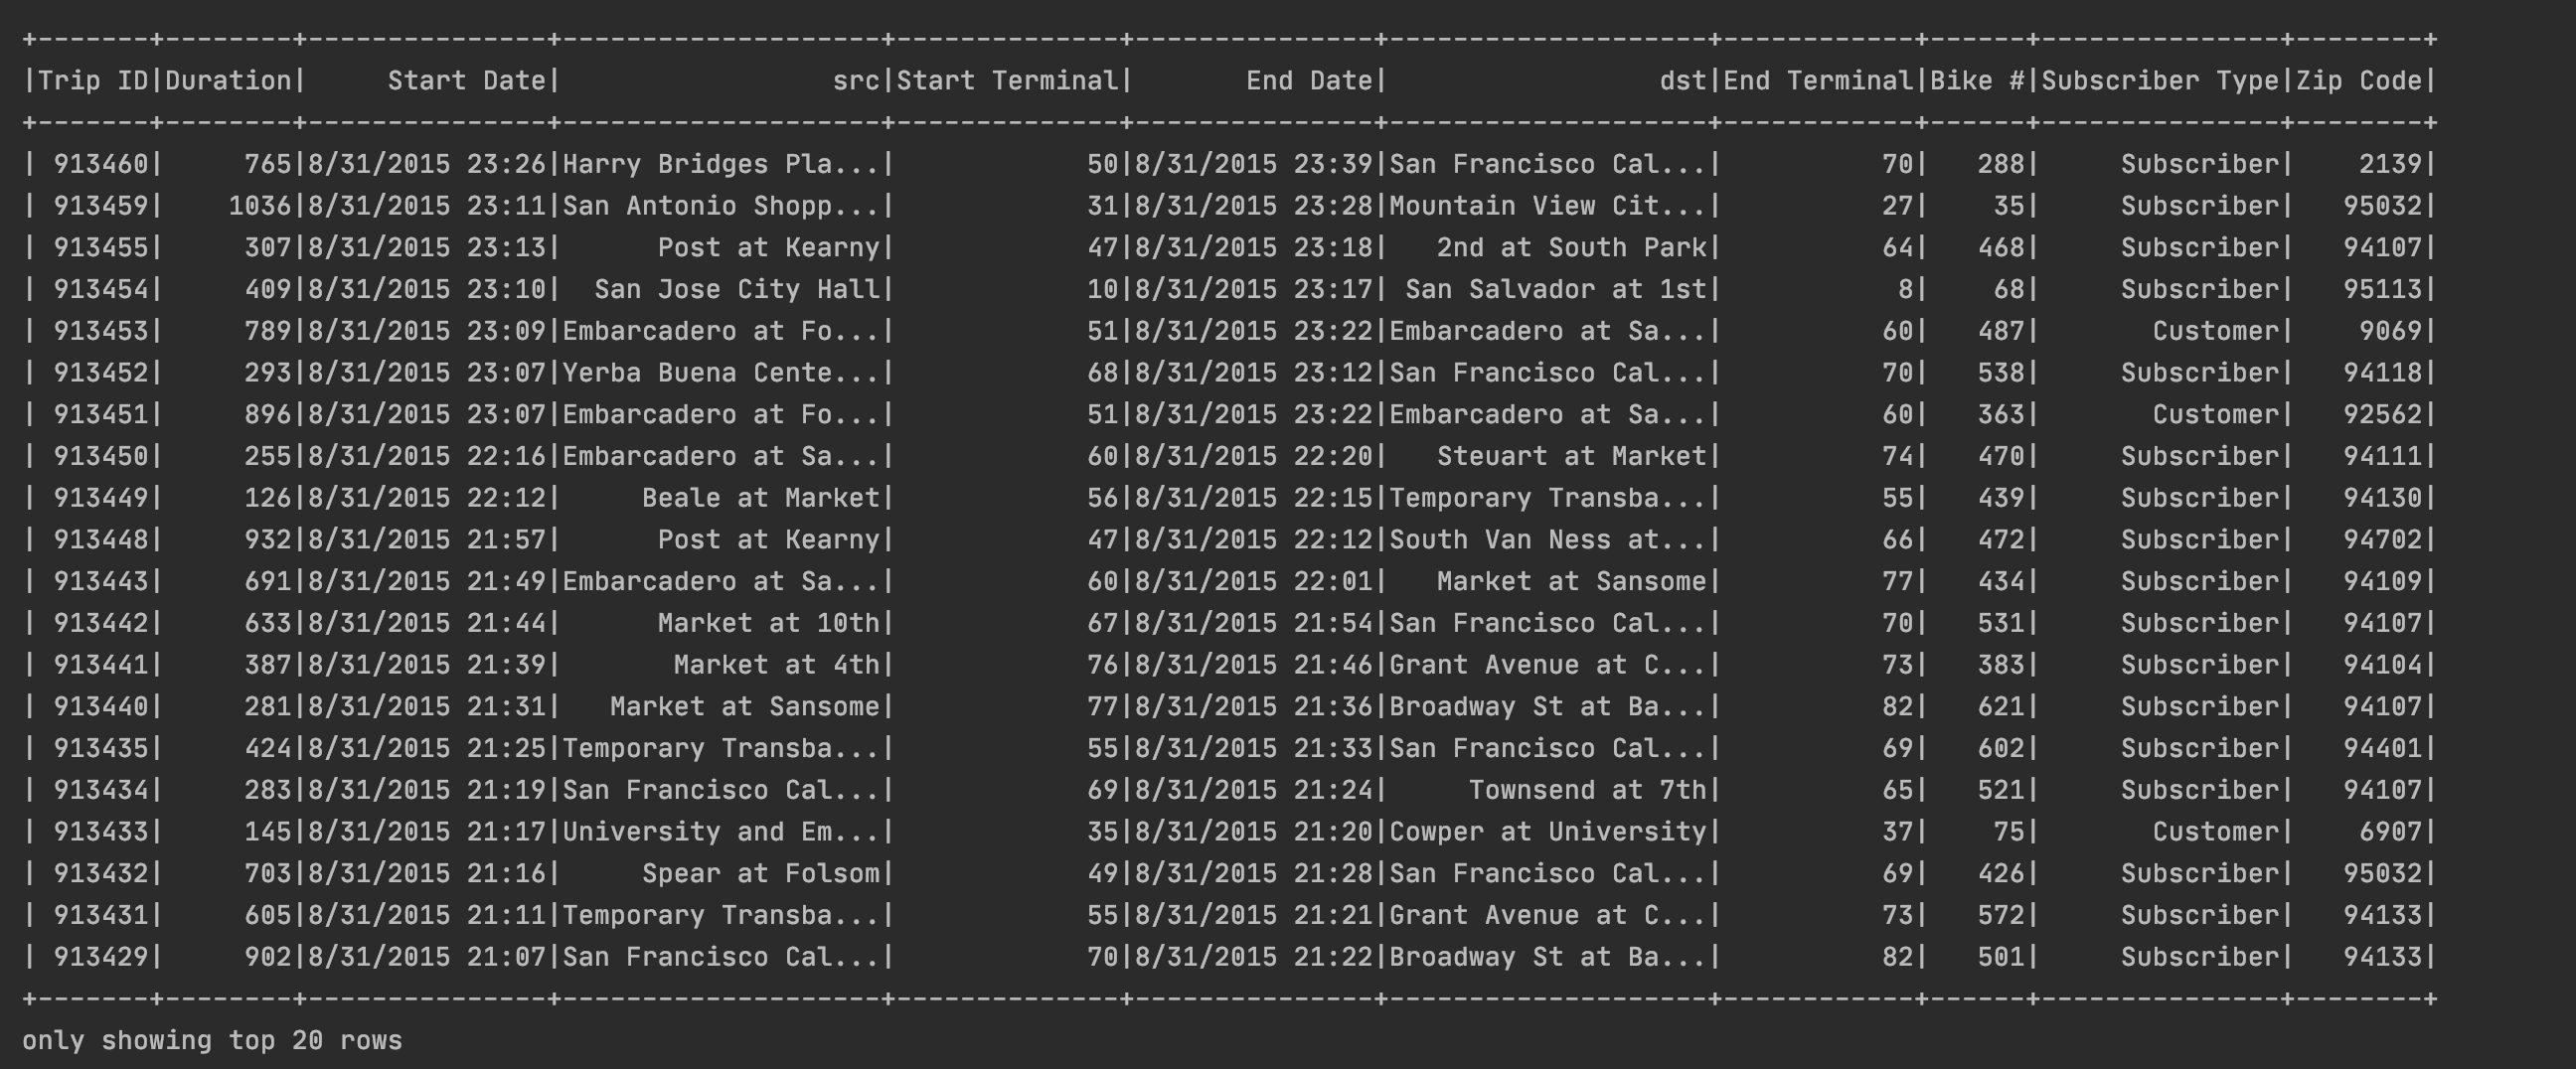 +-------+--------+---------------+--------------------+--------------+---------------+--------------------+------------+------+---------------+--------+
|Trip ID|Duration|     Start Date|                 src|Start Terminal|       End Date|                 dst|End Terminal|Bike #|Subscriber Type|Zip Code|
+-------+--------+---------------+--------------------+--------------+---------------+--------------------+------------+------+---------------+--------+
| 913460|     765|8/31/2015 23:26|Harry Bridges Pla...|            50|8/31/2015 23:39|San Francisco Cal...|          70|   288|     Subscriber|    2139|
| 913459|    1036|8/31/2015 23:11|San Antonio Shopp...|            31|8/31/2015 23:28|Mountain View Cit...|          27|    35|     Subscriber|   95032|
| 913455|     307|8/31/2015 23:13|      Post at Kearny|            47|8/31/2015 23:18|   2nd at South Park|          64|   468|     Subscriber|   94107|
| 913454|     409|8/31/2015 23:10|  San Jose City Hall|            10|8/31/2015 23:17| San Salvador at 1st|           8|    68|     Subscriber|   95113|
| 913453|     789|8/31/2015 23:09|Embarcadero at Fo...|            51|8/31/2015 23:22|Embarcadero at Sa...|          60|   487|       Customer|    9069|
| 913452|     293|8/31/2015 23:07|Yerba Buena Cente...|            68|8/31/2015 23:12|San Francisco Cal...|          70|   538|     Subscriber|   94118|
| 913451|     896|8/31/2015 23:07|Embarcadero at Fo...|            51|8/31/2015 23:22|Embarcadero at Sa...|          60|   363|       Customer|   92562|
| 913450|     255|8/31/2015 22:16|Embarcadero at Sa...|            60|8/31/2015 22:20|   Steuart at Market|          74|   470|     Subscriber|   94111|
| 913449|     126|8/31/2015 22:12|     Beale at Market|            56|8/31/2015 22:15|Temporary Transba...|          55|   439|     Subscriber|   94130|
| 913448|     932|8/31/2015 21:57|      Post at Kearny|            47|8/31/2015 22:12|South Van Ness at...|          66|   472|     Subscriber|   94702|
| 913443|     691|8/31/2015 21:49|Embarcadero at Sa...|            60|8/31/2015 22:01|   Market at Sansome|          77|   434|     Subscriber|   94109|
| 913442|     633|8/31/2015 21:44|      Market at 10th|            67|8/31/2015 21:54|San Francisco Cal...|          70|   531|     Subscriber|   94107|
| 913441|     387|8/31/2015 21:39|       Market at 4th|            76|8/31/2015 21:46|Grant Avenue at C...|          73|   383|     Subscriber|   94104|
| 913440|     281|8/31/2015 21:31|   Market at Sansome|            77|8/31/2015 21:36|Broadway St at Ba...|          82|   621|     Subscriber|   94107|
| 913435|     424|8/31/2015 21:25|Temporary Transba...|            55|8/31/2015 21:33|San Francisco Cal...|          69|   602|     Subscriber|   94401|
| 913434|     283|8/31/2015 21:19|San Francisco Cal...|            69|8/31/2015 21:24|     Townsend at 7th|          65|   521|     Subscriber|   94107|
| 913433|     145|8/31/2015 21:17|University and Em...|            35|8/31/2015 21:20|Cowper at University|          37|    75|       Customer|    6907|
| 913432|     703|8/31/2015 21:16|     Spear at Folsom|            49|8/31/2015 21:28|San Francisco Cal...|          69|   426|     Subscriber|   95032|
| 913431|     605|8/31/2015 21:11|Temporary Transba...|            55|8/31/2015 21:21|Grant Avenue at C...|          73|   572|     Subscriber|   94133|
| 913429|     902|8/31/2015 21:07|San Francisco Cal...|            70|8/31/2015 21:22|Broadway St at Ba...|          82|   501|     Subscriber|   94133|
+-------+--------+---------------+--------------------+--------------+---------------+--------------------+------------+------+---------------+--------+
only showing top 20 rows